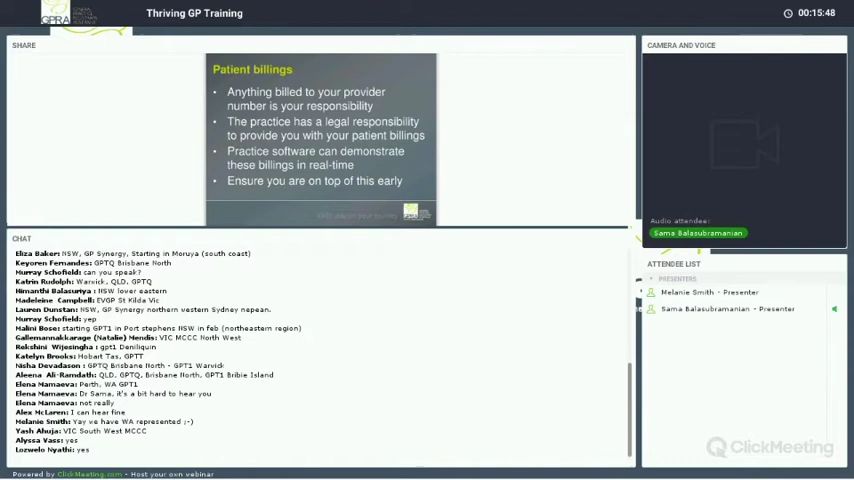 GPRA
Thriving GP Training
00:15:48
SHARE
CAMERA AND VOICE
Patient billings
• Anything billed to your provider
number is your responsibility
• The practice has a legal responsibility
to provide you with your patient billings
• Practice software can demonstrate
these billings in real-time
• Ensure you are on top of this early
Audio attendee:
Sama Balasubramanian
CHAT
Eliza Baker: NSW, GP Synergy, Starting in Moruya (south coast)
Keyoren Fernandes: GPTQ Brisbane North
Murray Schofield: can you speak?
Katrin Rudolph: Warwick, QLD, GPTQ
Himanthi Balasuriya: NSW lover eastern
Madeleine Campbell: EVGP St Kilda Vic
Lauren Dunstan: NSW, GP Synergy northern western Sydney nepean.
Murray Schofield: yep
Malini Bose: starting GPT1 in Port stephens NSW in feb (northeastern region)
Gallemannakkarage (Natalie) Mendis: VIC MCCC North West
Rekshini Wijesingha: gpt1 Deniliquin
Katelyn Brooks: Hobart Tas, GPTT
Nisha Devadason: GPTQ Brisbane North - GPT1 Warwick
Aleena Ali-Ramdath: QLD, GPTQ, Brisbane North, GPT1 Bribie Island
Elena Mamaeva: Perth, WA GPT1
Elena Mamaeva: Dr Sama, it's a bit hard to hear you
Elena Mamaeva: not really
Alex McLaren: I can hear fine
Melanie Smith: Yay we have WA represented ;-)
Yash Ahuja: VIC South West MCCC
Alyssa Vass: yes
Lozwelo Nyathi: yes
ATTENDEE LIST
PRESENTERS
Melanie Smith - Presenter
Sama Balasubramanian - Presenter
ClickMeeting
Powered by ClickMeeting.com - Host your own webinar